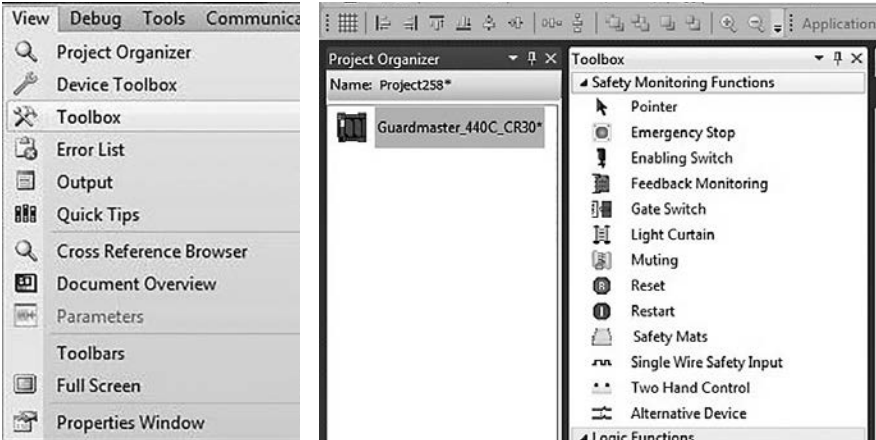 View Debug Tools Communica
Project Organizer
Device Toolbox
Toolbox
Error List
Output
Quick Tips
Cross Reference Browser
Document Overview
Parameters
Toolbars
Full Screen
Properties Window
Application
Project Organizer
Name: Project258*
Guardmaster_440C_CR30*
Toolbox
Safety Monitoring Functions
Pointer
Emergency Stop
Enabling Switch
Feedback Monitoring
Gate Switch
Light Curtain
Muting
Reset
Restart
Safety Mats
Single Wire Safety Input
Two Hand Control
Alternative Device
Logic Functions